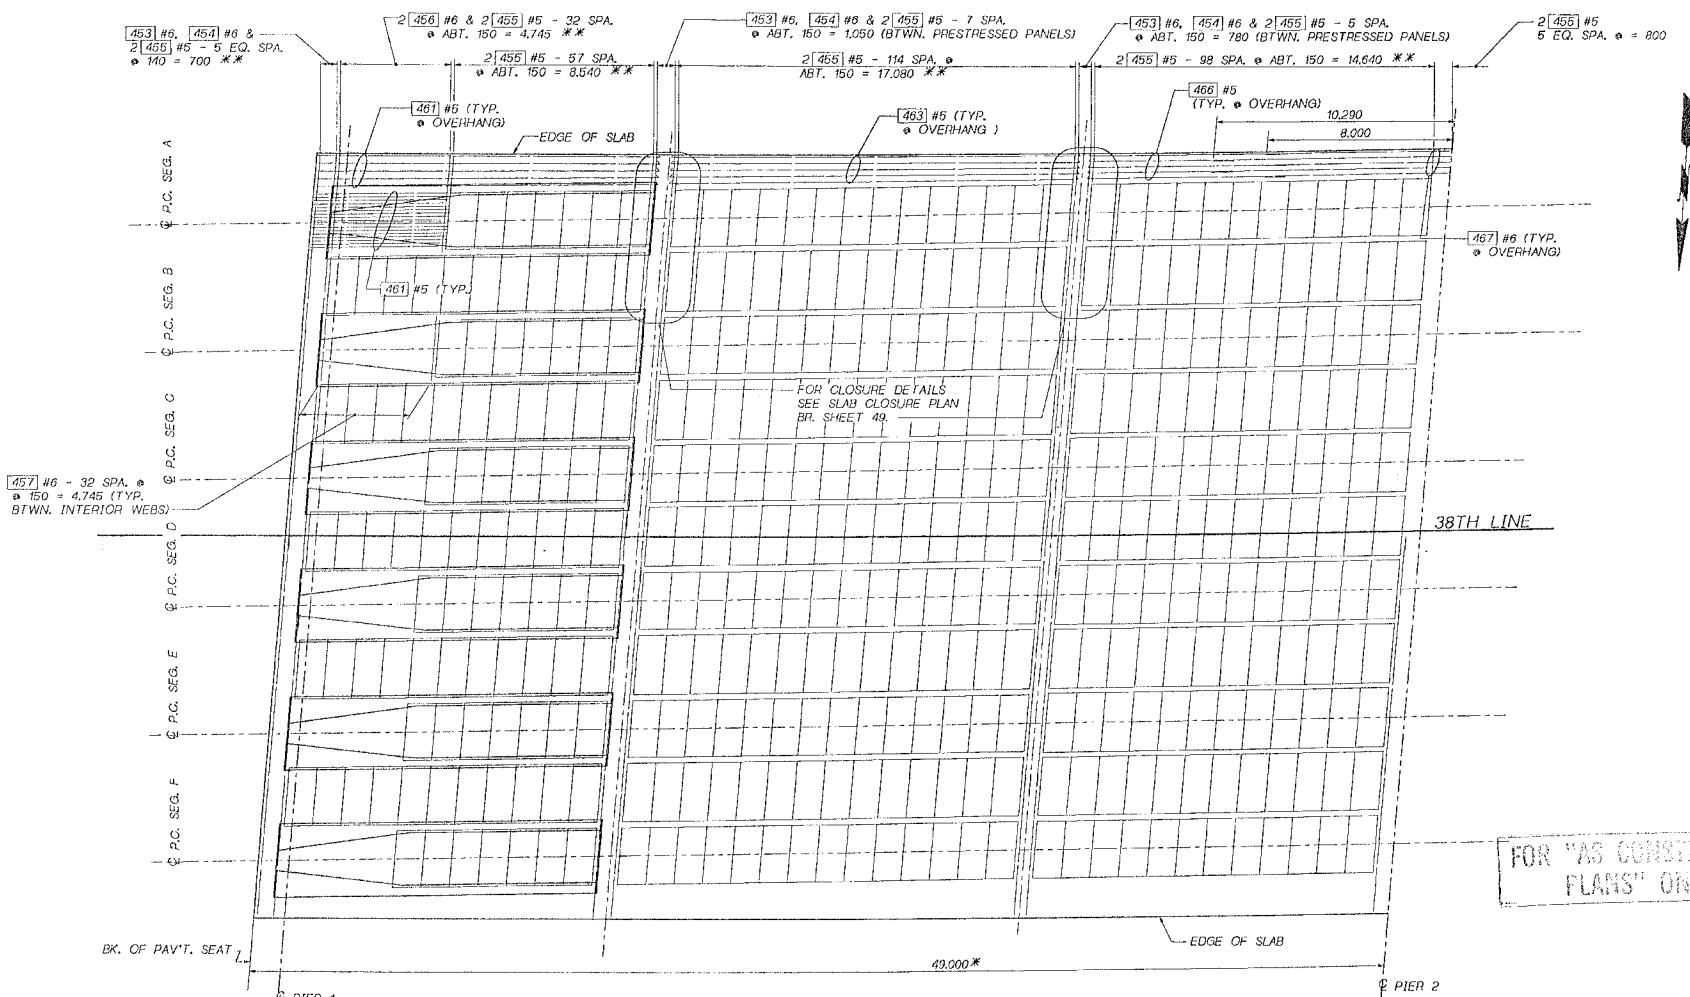 453 #6, 454 #6 &
2 455 #5 - 5 EQ. SPA.
@ 140 = 700 **
2 456 #6 & 2 455 #5 - 32 SPA.
@ ABT. 150 = 4.745 **
2 455 #5 - 57 SPA.
@ ABT. 150 = 8.540 **
453 #6, 454 #6 & 2 455 #5 - 7 SPA.
@ ABT. 150 = 1.050 (BTWN. PRESTRESSED PANELS)
2 455 #5 - 114 SPA. @
ABT. 150 = 17.080 **
453 #6, 454 #6 & 2 455 #5 - 5 SPA.
@ ABT. 150 = 780 (BTWN. PRESTRESSED PANELS)
2 455 #5 - 98 SPA. @ ABT. 150 = 14.640 **
2 455 #5
5 EQ. SPA. @ = 800
461 #5 (TYP.
@ OVERHANG)
EDGE OF SLAB
463 #5 (TYP.
@ OVERHANG )
466 #5
(TYP. @ OVERHANG)
10.290
8.000
467 #6 (TYP.
@ OVERHANG)
461 #5 (TYP.)
℄ P.C. SEG. A
℄ P.C. SEG. B
℄ P.C. SEG. C
℄ P.C. SEG. D
℄ P.C. SEG. E
℄ P.C. SEG. F
FOR CLOSURE DETAILS
SEE SLAB CLOSURE PLAN
BR. SHEET 49.
457 #6 - 32 SPA. @
@ 150 = 4.745 (TYP.
BTWN. INTERIOR WEBS)
38TH LINE
N
FOR "AS CONST
PLANS" ON
EDGE OF SLAB
BK. OF PAV'T. SEAT
49.000*
℄ PIER 1
℄ PIER 2